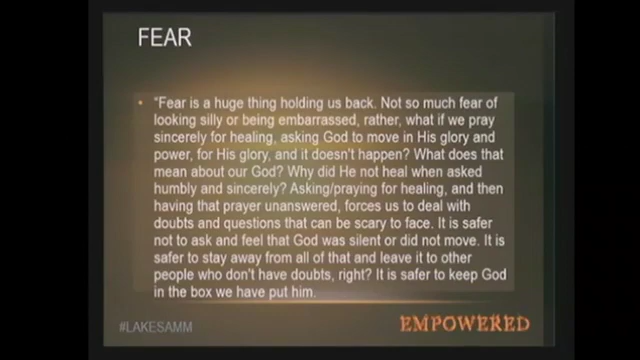 FEAR
• "Fear is a huge thing holding us back. Not so much fear of
looking silly or being embarrassed, rather, what if we pray
sincerely for healing, asking God to move in His glory and
power, for His glory, and it doesn't happen? What does that
mean about our God? Why did He not heal when asked
humbly and sincerely? Asking/praying for healing, and then
having that prayer unanswered, forces us to deal with
doubts and questions that can be scary to face. It is safer
not to ask and feel that God was silent or did not move. It is
safer to stay away from all of that and leave it to other
people who don't have doubts, right? It is safer to keep God
in the box we have put him.
#LAKESAMM
EMPOWERED